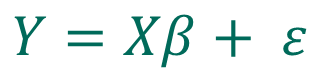 Y = Xβ + ε